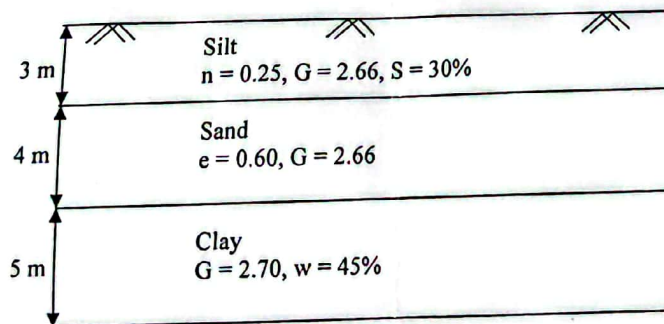 Silt
3 m
n = 0.25, G = 2.66, S = 30%
Sand
4 m
e = 0.60, G = 2.66
Clay
5 m
G = 2.70, w = 45%